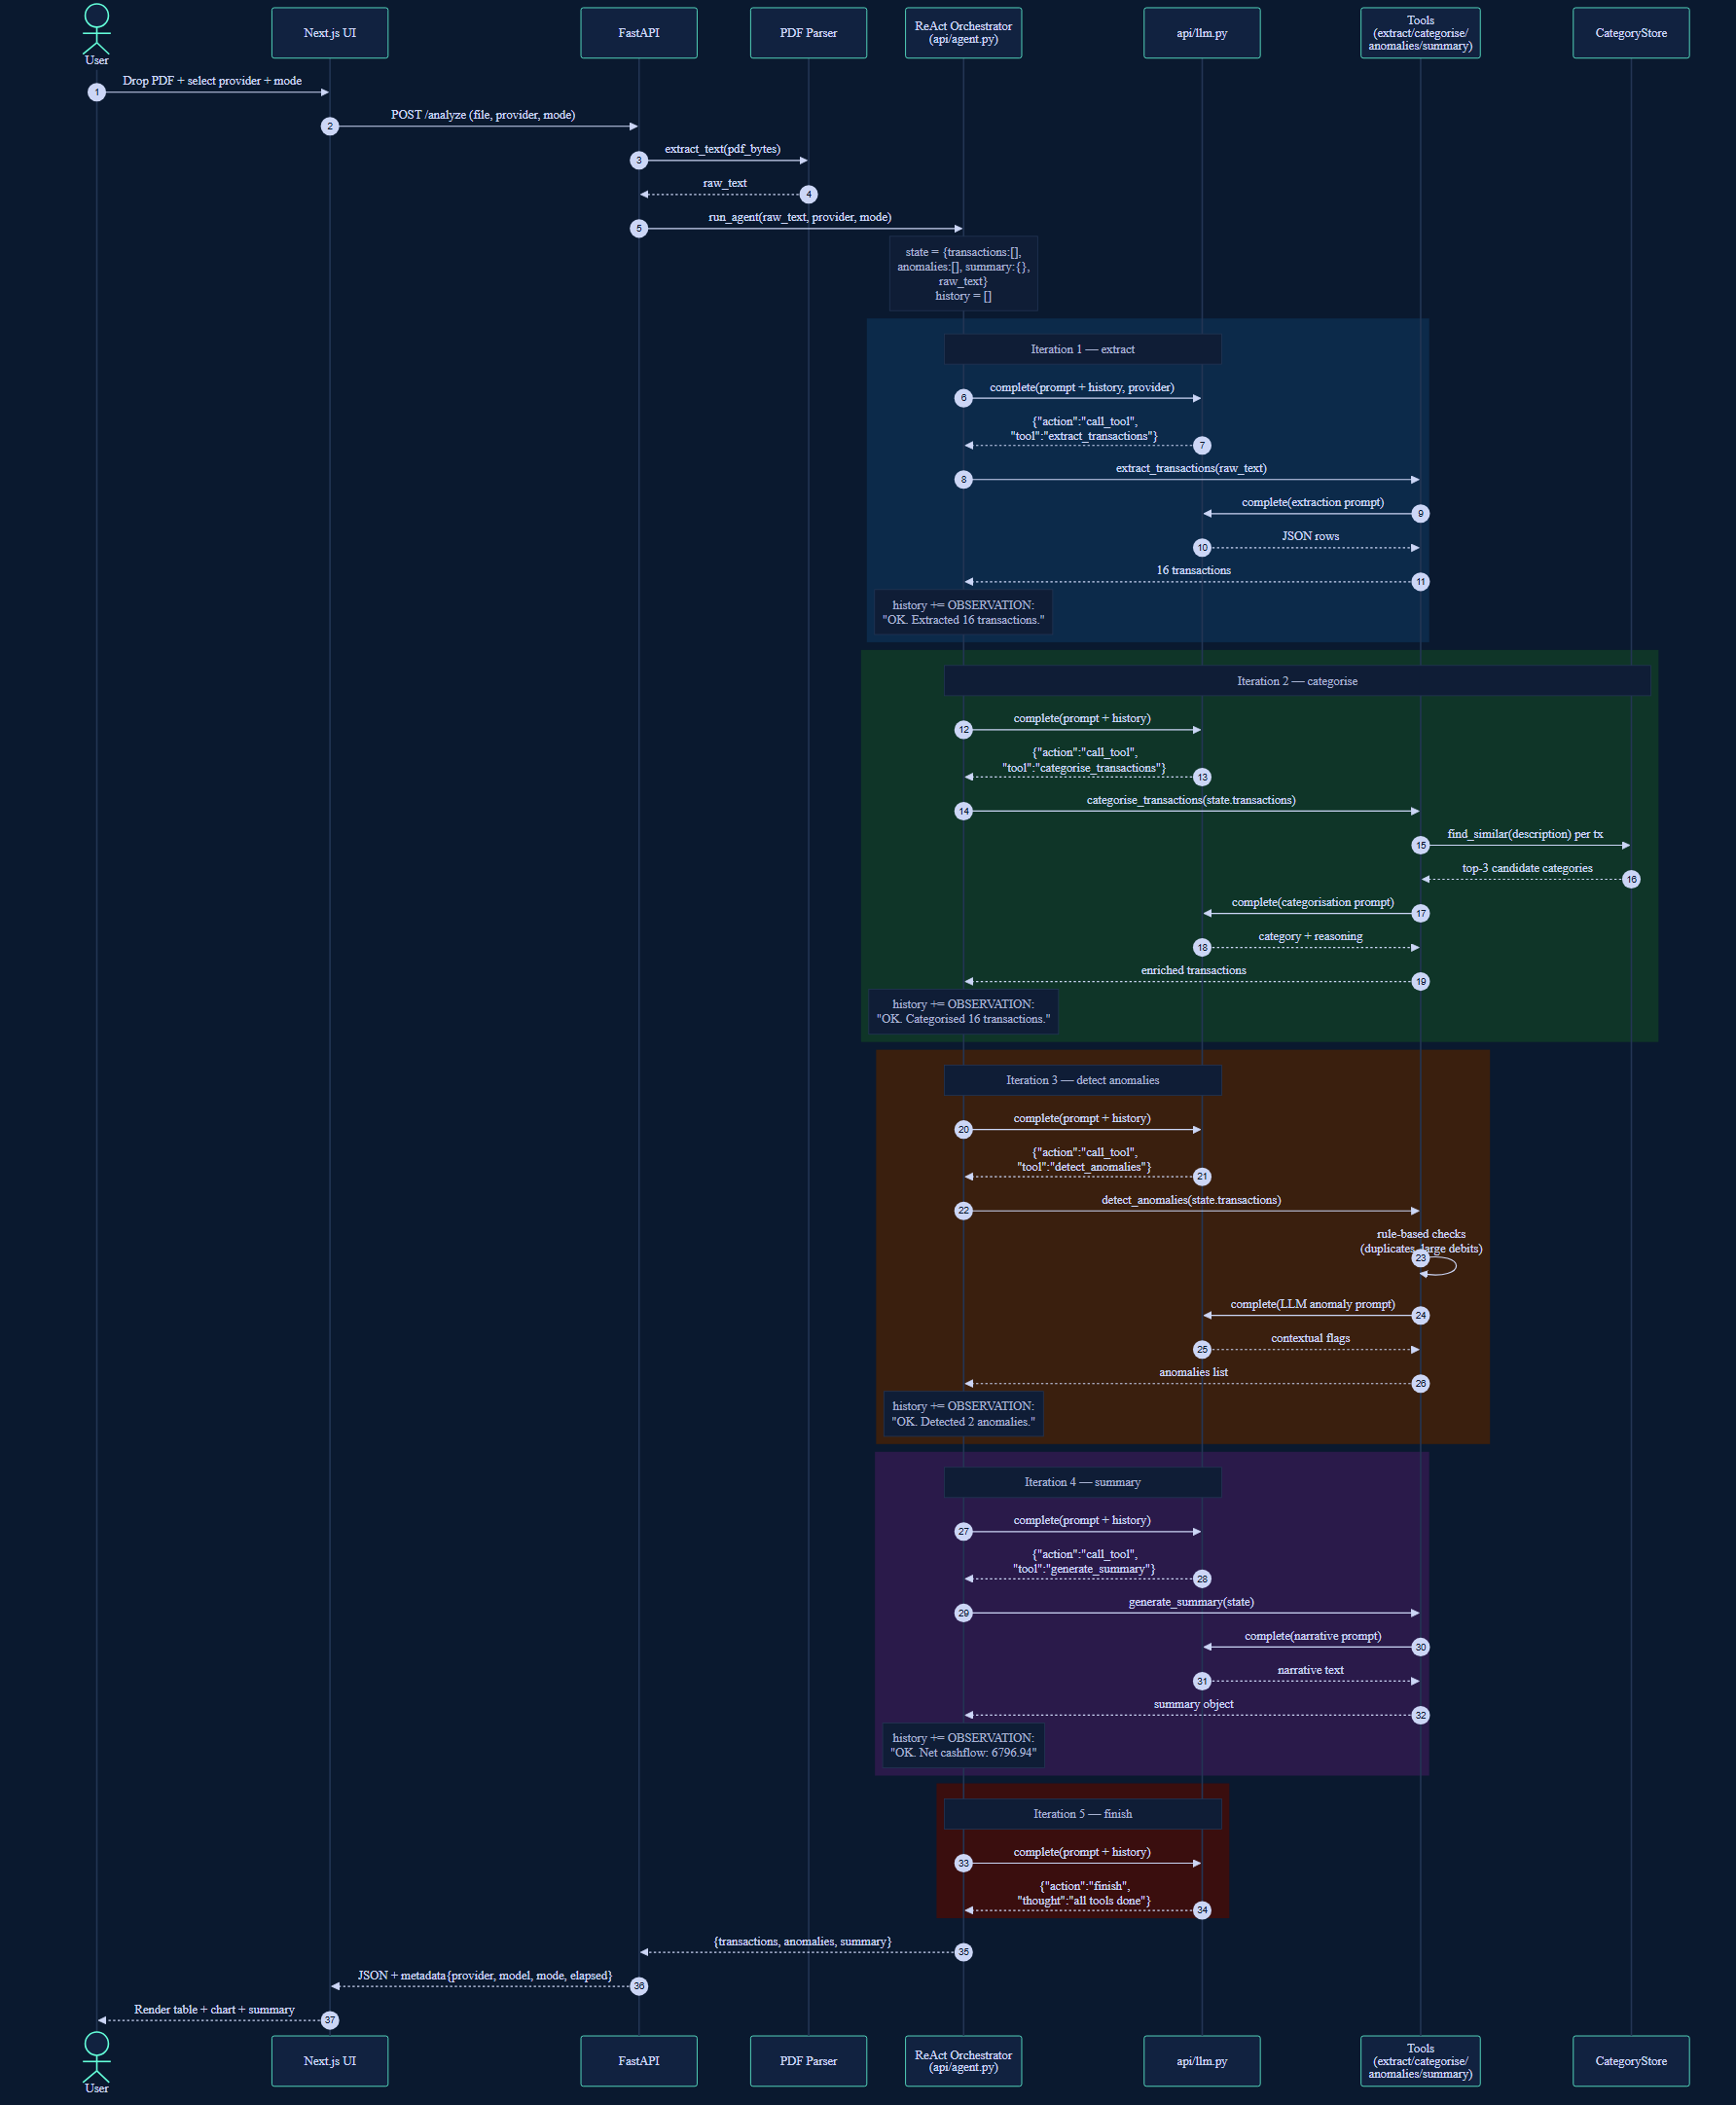 User
Next.js UI
FastAPI
PDF Parser
ReAct Orchestrator
(api/agent.py)
api/llm.py
Tools
(extract/categorise/
anomalies/summary)
CategoryStore
Drop PDF + select provider + mode
1
POST /analyze (file, provider, mode)
2
extract_text(pdf_bytes)
3
raw_text
4
run_agent(raw_text, provider, mode)
5
state = {transactions:[],
anomalies:[], summary:{},
raw_text}
history = []
Iteration 1 — extract
complete(prompt + history, provider)
6
{"action":"call_tool",
"tool":"extract_transactions"}
7
extract_transactions(raw_text)
8
complete(extraction prompt)
9
JSON rows
10
16 transactions
11
history += OBSERVATION:
"OK. Extracted 16 transactions."
Iteration 2 — categorise
complete(prompt + history)
12
{"action":"call_tool",
"tool":"categorise_transactions"}
13
categorise_transactions(state.transactions)
14
find_similar(description) per tx
15
top-3 candidate categories
16
complete(categorisation prompt)
17
category + reasoning
18
enriched transactions
19
history += OBSERVATION:
"OK. Categorised 16 transactions."
Iteration 3 — detect anomalies
complete(prompt + history)
20
{"action":"call_tool",
"tool":"detect_anomalies"}
21
detect_anomalies(state.transactions)
22
rule-based checks
(duplicates, large debits)
23
complete(LLM anomaly prompt)
24
contextual flags
25
anomalies list
26
history += OBSERVATION:
"OK. Detected 2 anomalies."
Iteration 4 — summary
complete(prompt + history)
27
{"action":"call_tool",
"tool":"generate_summary"}
28
generate_summary(state)
29
complete(narrative prompt)
30
narrative text
31
summary object
32
history += OBSERVATION:
"OK. Net cashflow: 6796.94"
Iteration 5 — finish
complete(prompt + history)
33
{"action":"finish",
"thought":"all tools done"}
34
{transactions, anomalies, summary}
35
JSON + metadata{provider, model, mode, elapsed}
36
Render table + chart + summary
37
User
Next.js UI
FastAPI
PDF Parser
ReAct Orchestrator
(api/agent.py)
api/llm.py
Tools
(extract/categorise/
anomalies/summary)
CategoryStore